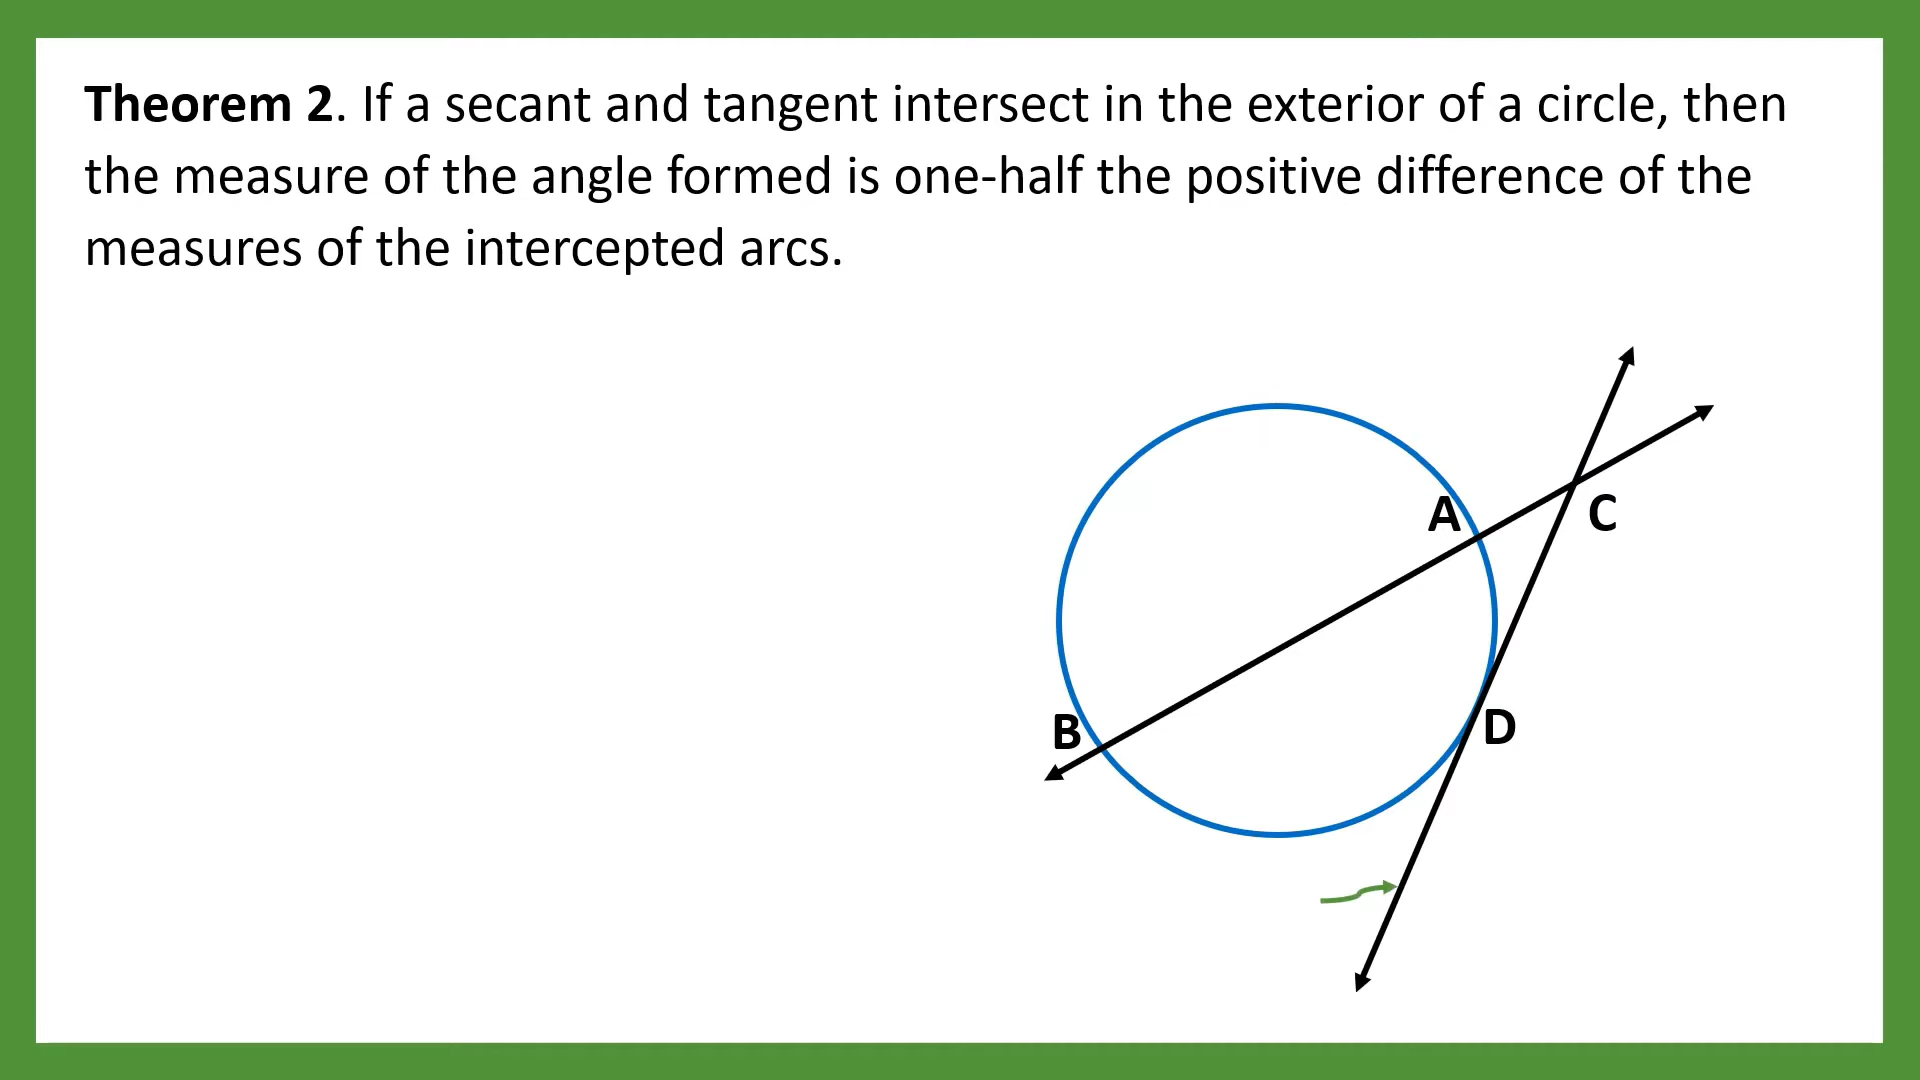 Theorem 2. If a secant and tangent intersect in the exterior of a circle, then
the measure of the angle formed is one-half the positive difference of the
measures of the intercepted arcs.
A
C
B
D